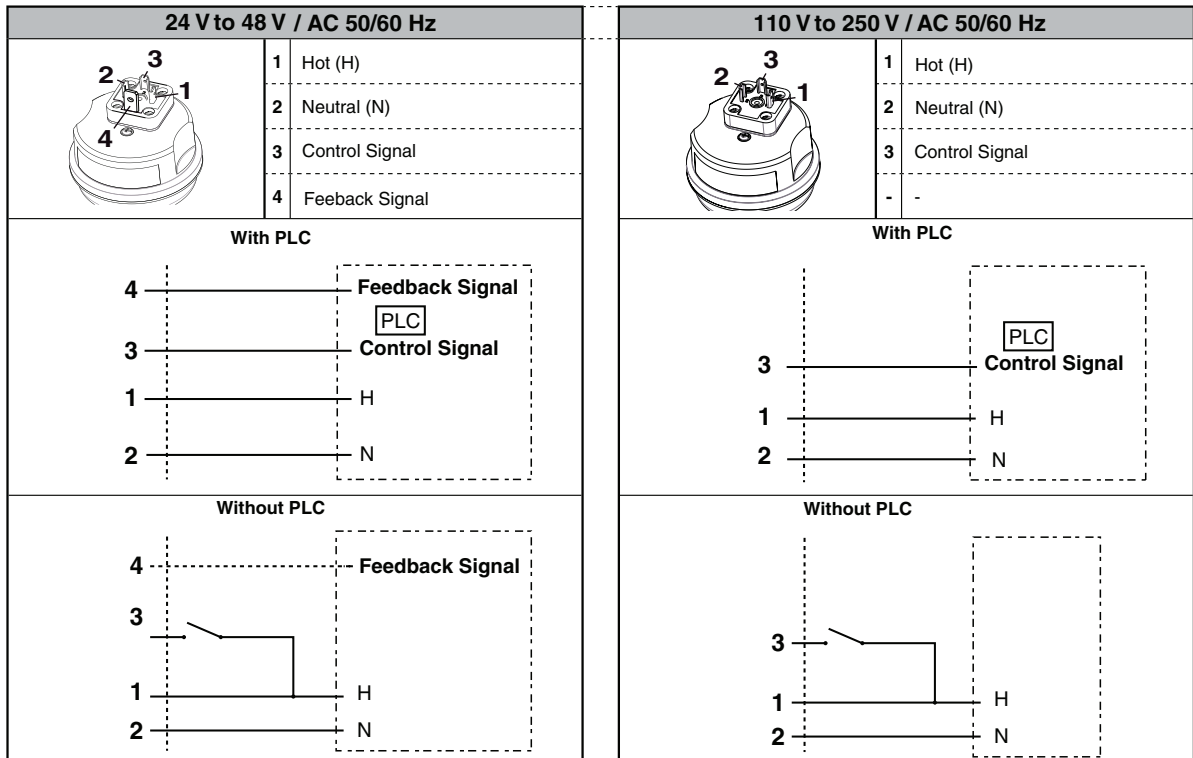 24 V to 48 V / AC 50/60 Hz
3
2
1
4
1 Hot (H)
2 Neutral (N)
3 Control Signal
4 Feeback Signal
With PLC
4 Feedback Signal
PLC
3 Control Signal
1 H
2 N
Without PLC
4 Feedback Signal
3
1 H
2 N
110 V to 250 V / AC 50/60 Hz
3
2
1
1 Hot (H)
2 Neutral (N)
3 Control Signal
- -
With PLC
PLC
3 Control Signal
1 H
2 N
Without PLC
3
1 H
2 N